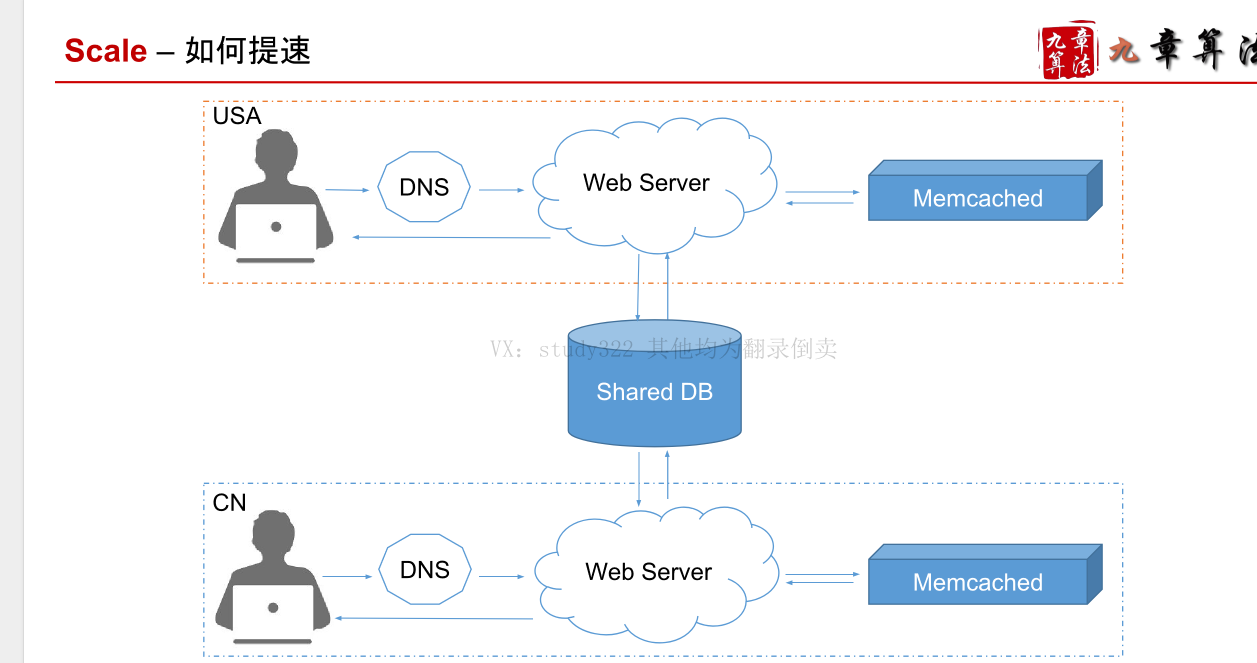 Scale – 如何提速
九章算法
九章算法
USA
DNS
Web Server
Memcached
VX: study322 其他均为翻录倒卖
Shared DB
CN
DNS
Web Server
Memcached